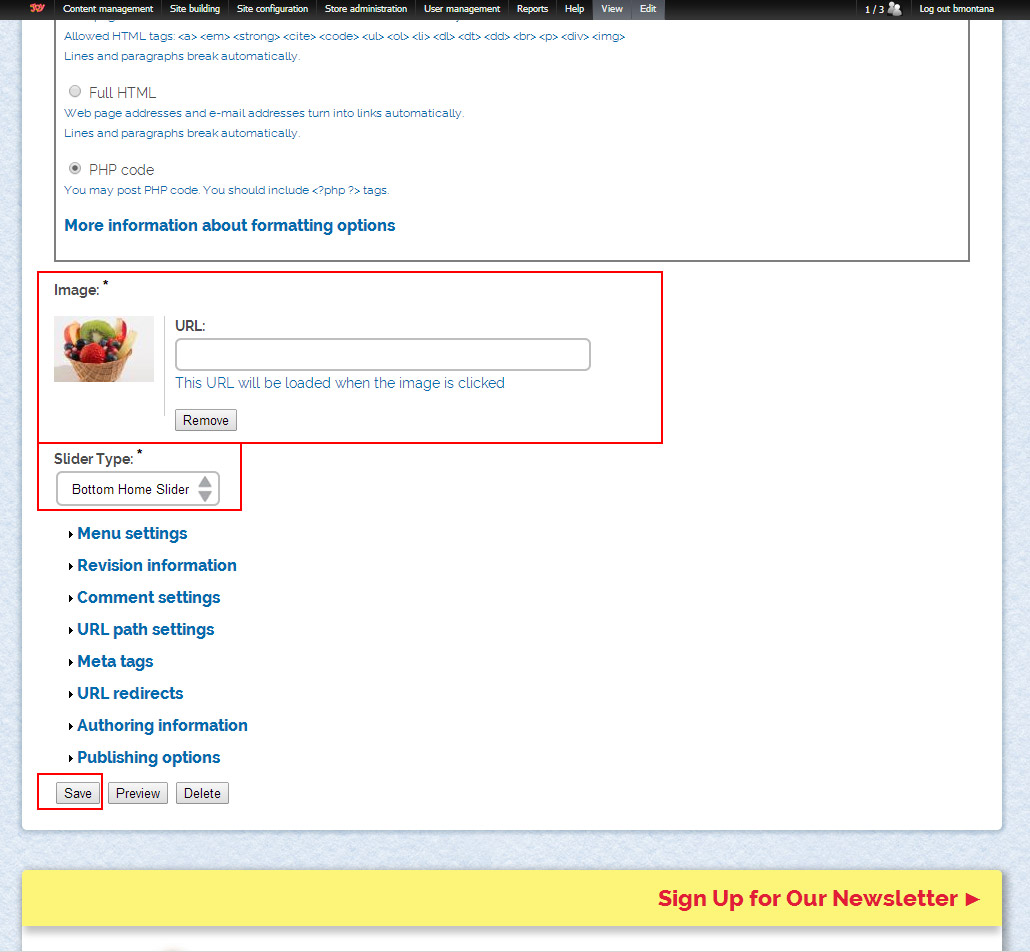 JOY Content management Site building Site configuration Store administration User management Reports Help View Edit 1 / 3 Log out bmontana
Allowed HTML tags: <a> <em> <strong> <cite> <code> <ul> <ol> <li> <dl> <dt> <dd> <br> <p> <div> <img>
Lines and paragraphs break automatically.
Full HTML
Web page addresses and e-mail addresses turn into links automatically.
Lines and paragraphs break automatically.
PHP code
You may post PHP code. You should include <?php ?> tags.
More information about formatting options
Image: *
URL:
This URL will be loaded when the image is clicked
Remove
Slider Type: *
Bottom Home Slider
Menu settings
Revision information
Comment settings
URL path settings
Meta tags
URL redirects
Authoring information
Publishing options
Save Preview Delete
Sign Up for Our Newsletter ►